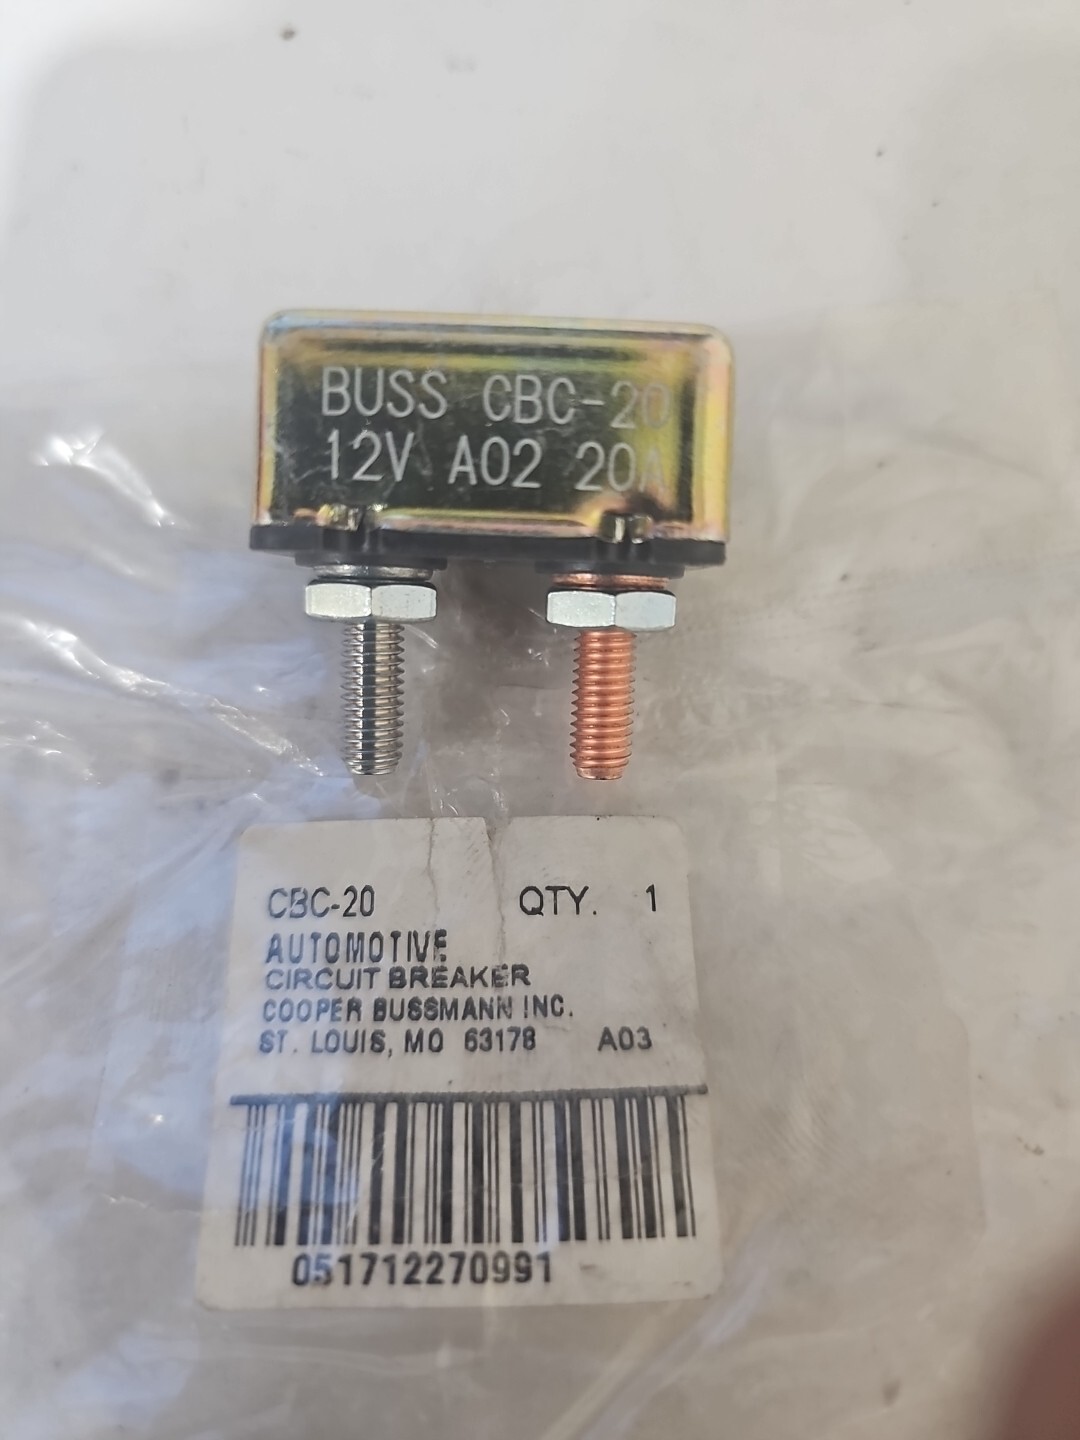 BUSS CBC-20
12V A02 20A
CBC-20 QTY. 1
AUTOMOTIVE
CIRCUIT BREAKER
COOPER BUSSMANN INC.
ST. LOUIS, MO 63178 A03
051712270991